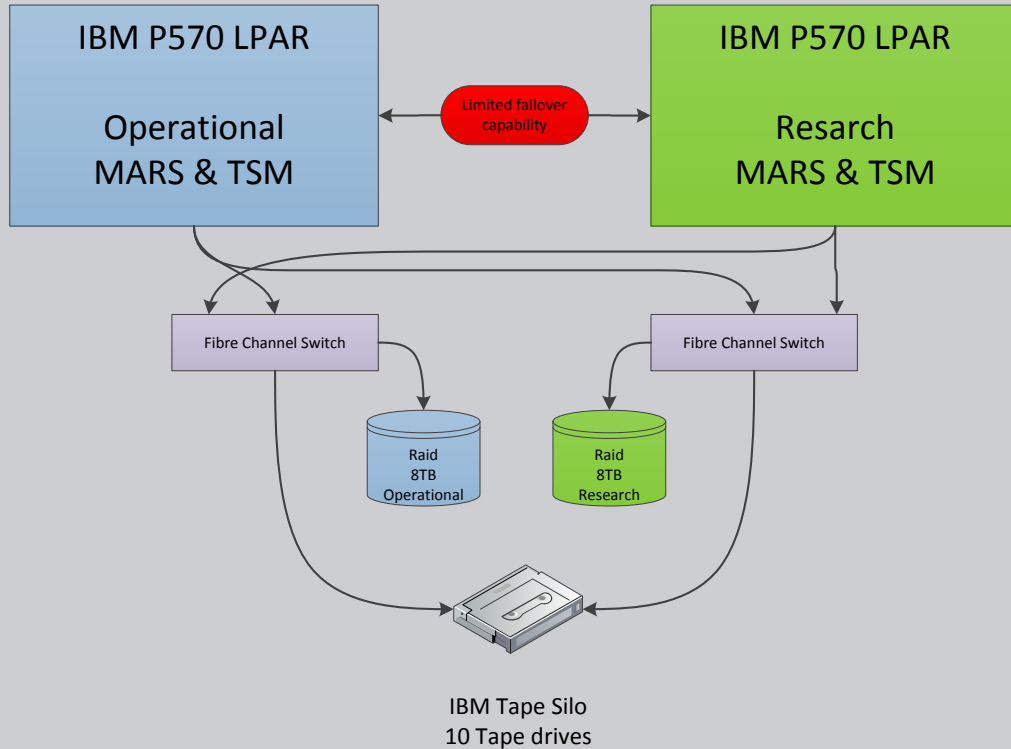 IBM P570 LPAR
Operational
MARS & TSM
Limited failover
capability
IBM P570 LPAR
Resarch
MARS & TSM
Fibre Channel Switch
Fibre Channel Switch
Raid
8TB
Operational
Raid
8TB
Research
IBM Tape Silo
10 Tape drives